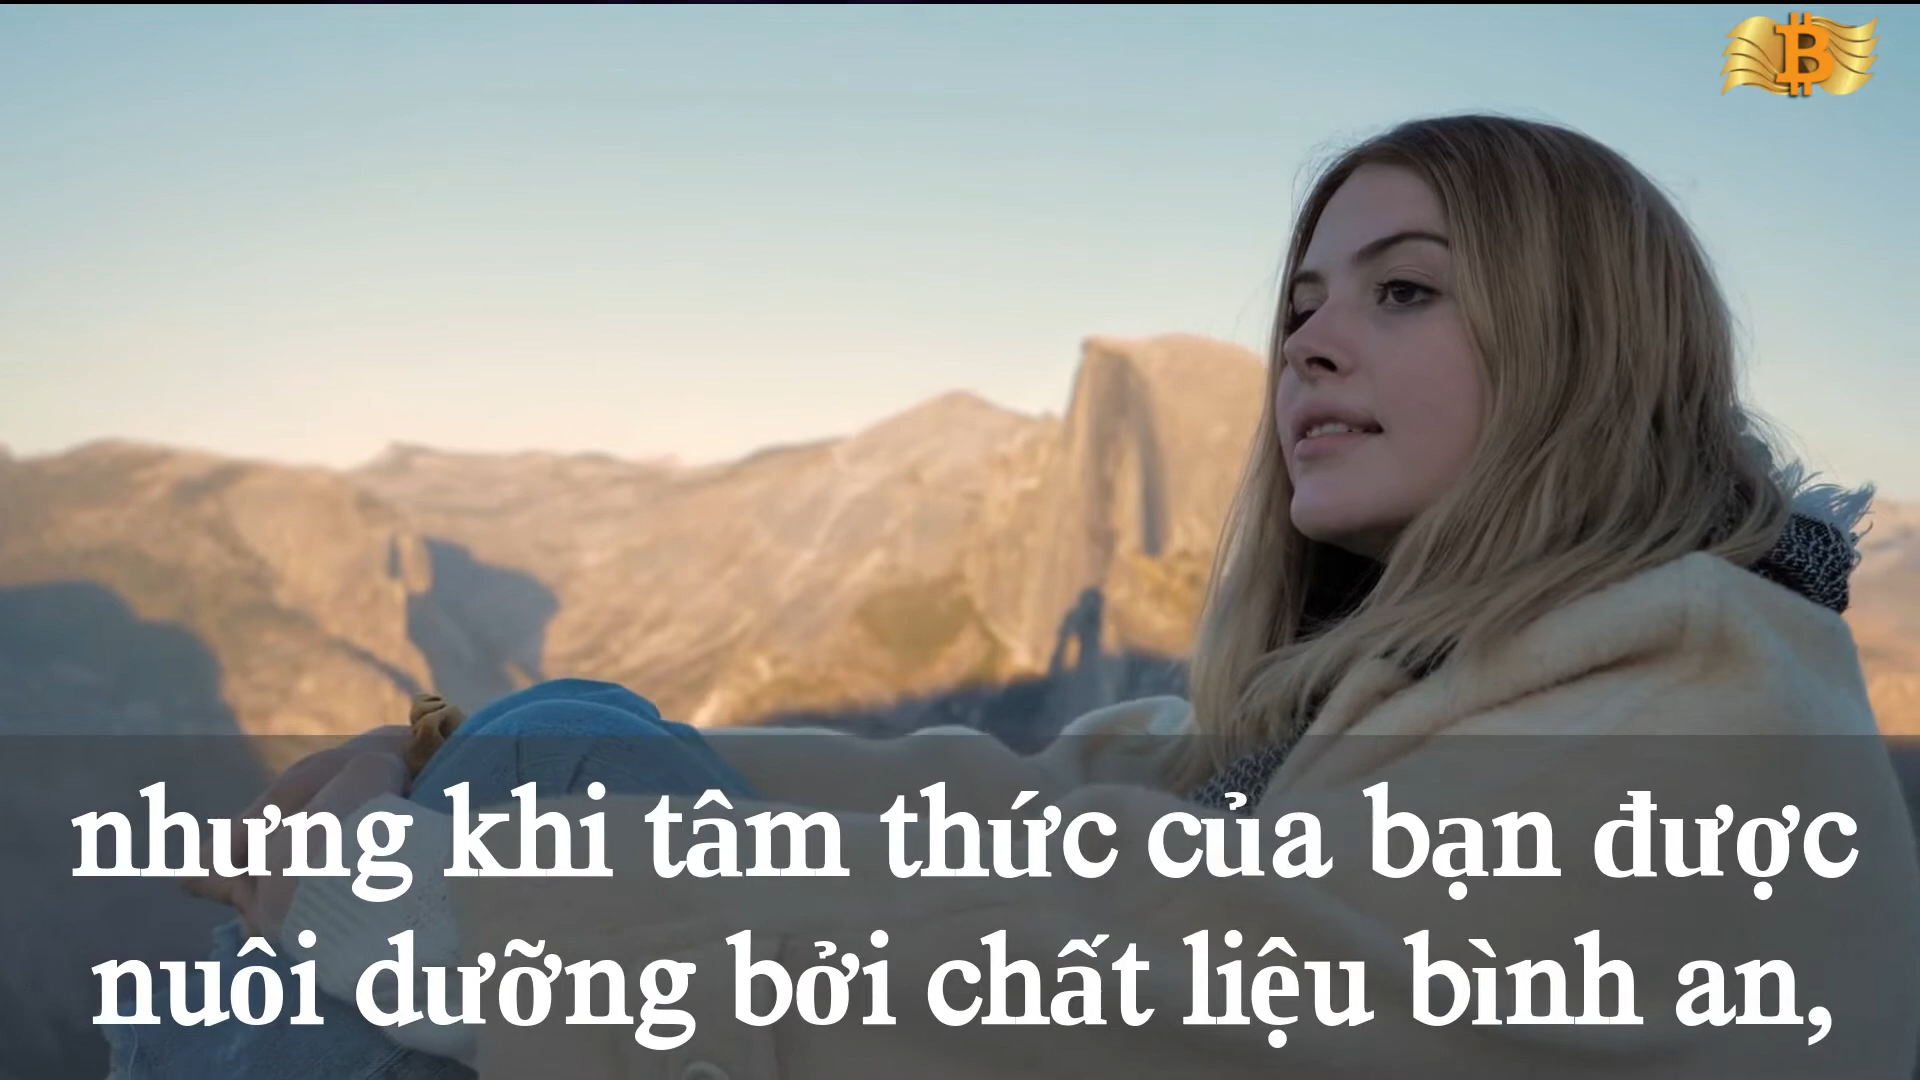 nhưng khi tâm thức của bạn được
nuôi dưỡng bởi chất liệu bình an,